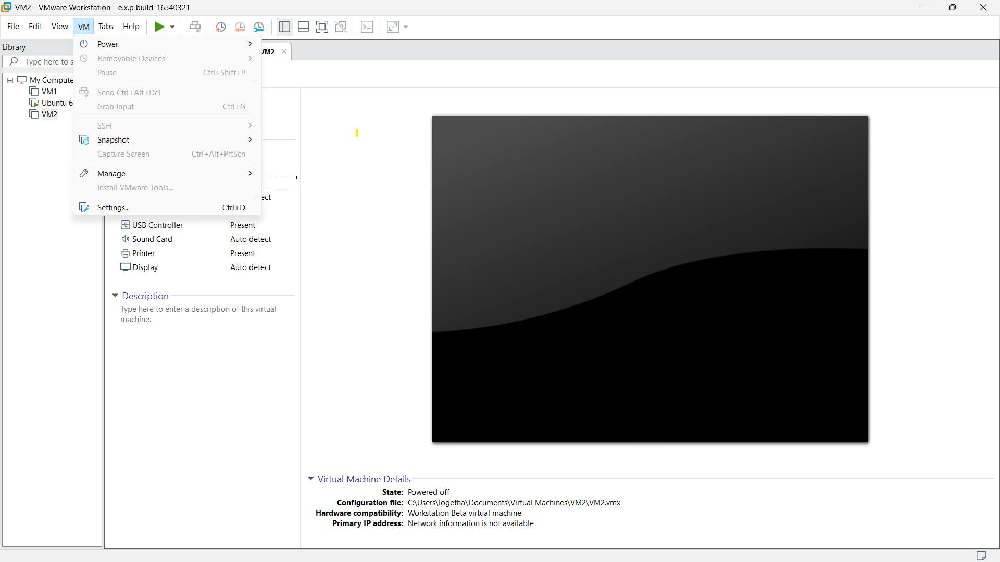 VM2 - VMware Workstation - e.x.p build-16540321
File Edit View VM Tabs Help
Library
Type here to s
My Compute
VM1
Ubuntu 6
VM2
Power
Removable Devices
Pause Ctrl+Shift+P
Send Ctrl+Alt+Del
Grab Input Ctrl+G
SSH
Snapshot
Capture Screen Ctrl+Alt+PrtScn
Manage
Install VMware Tools...
Settings... Ctrl+D
VM2
ect
USB Controller Present
Sound Card Auto detect
Printer Present
Display Auto detect
Description
Type here to enter a description of this virtual
machine.
Virtual Machine Details
State: Powered off
Configuration file: C:\Users\logetha\Documents\Virtual Machines\VM2\VM2.vmx
Hardware compatibility: Workstation Beta virtual machine
Primary IP address: Network information is not available